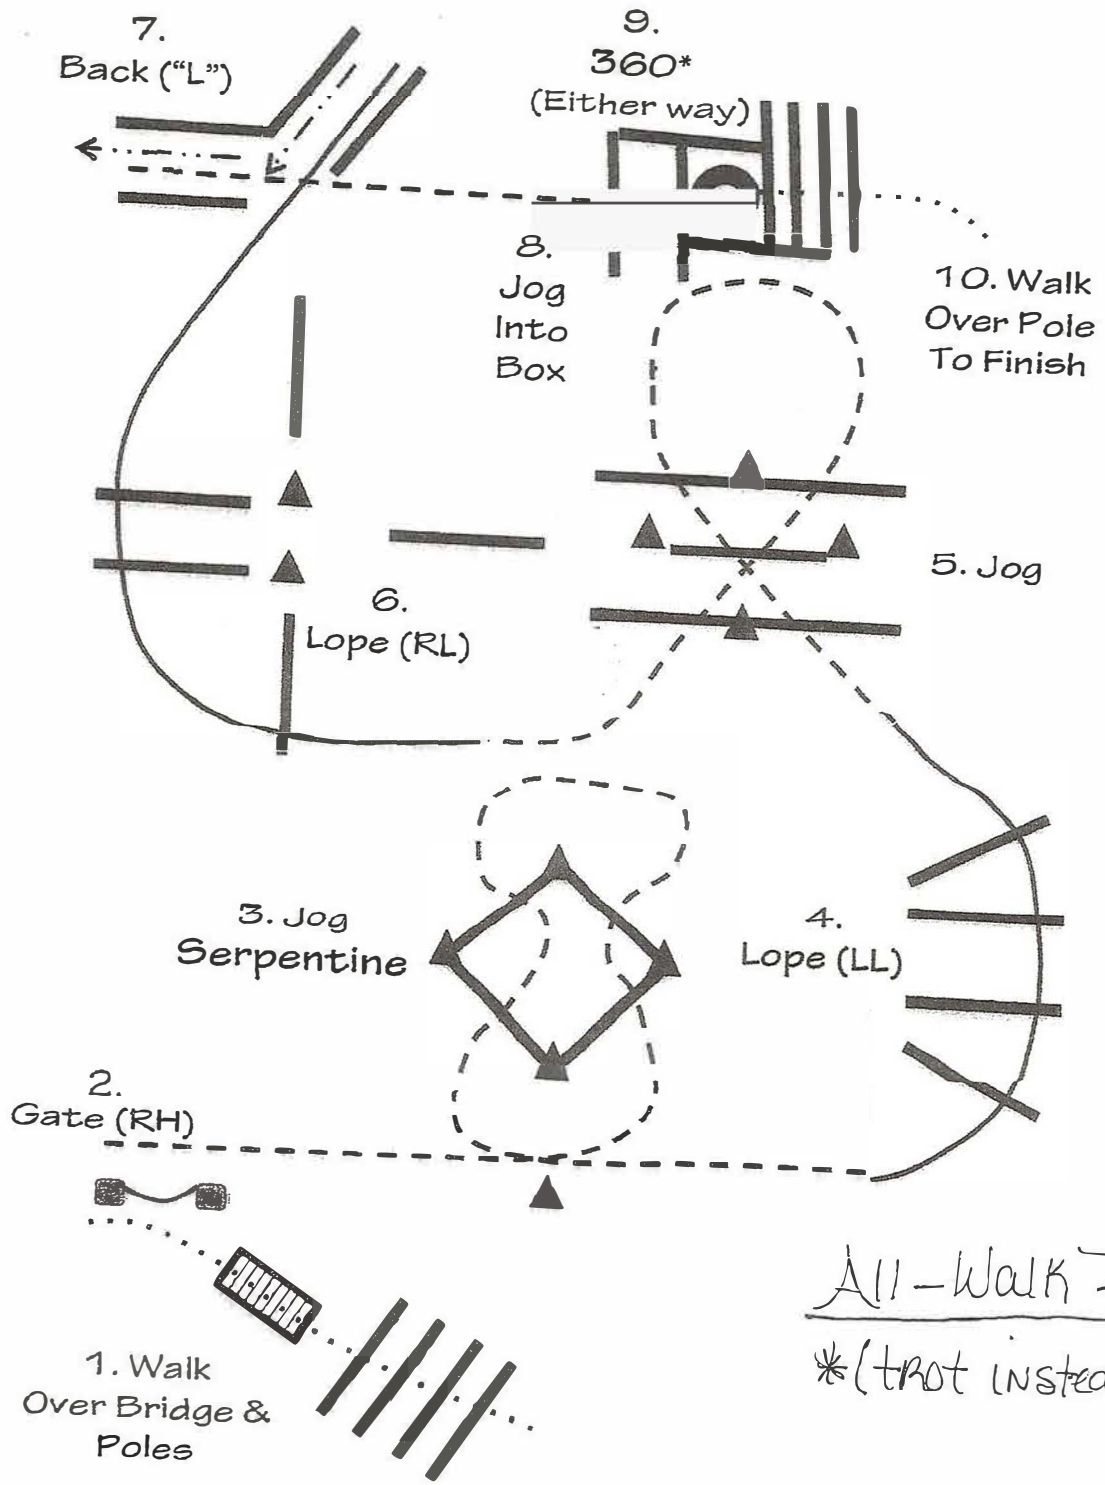 7.
Back ("L")
9.
360*
(Either way)
8.
Jog
Into
Box
10. Walk
Over Pole
To Finish
5. Jog
6.
Lope (RL)
3. Jog
Serpentine
4.
Lope (LL)
2.
Gate (RH)
1. Walk
Over Bridge &
Poles
All-Walk
*(trot